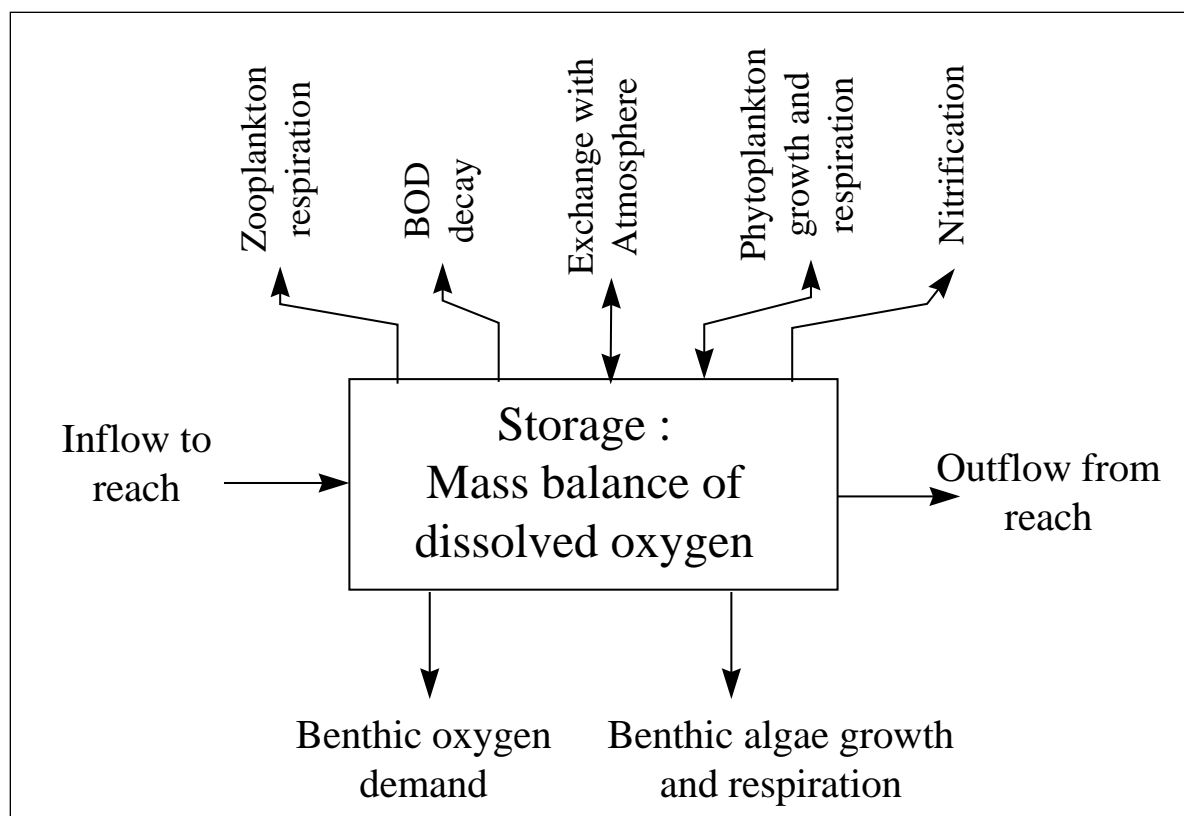 Zooplankton
respiration
BOD
decay
Exchange with
Atmosphere
Phytoplankton
growth and
respiration
Nitrification
Inflow to
reach
Storage :
Mass balance of
dissolved oxygen
Outflow from
reach
Benthic oxygen
demand
Benthic algae growth
and respiration